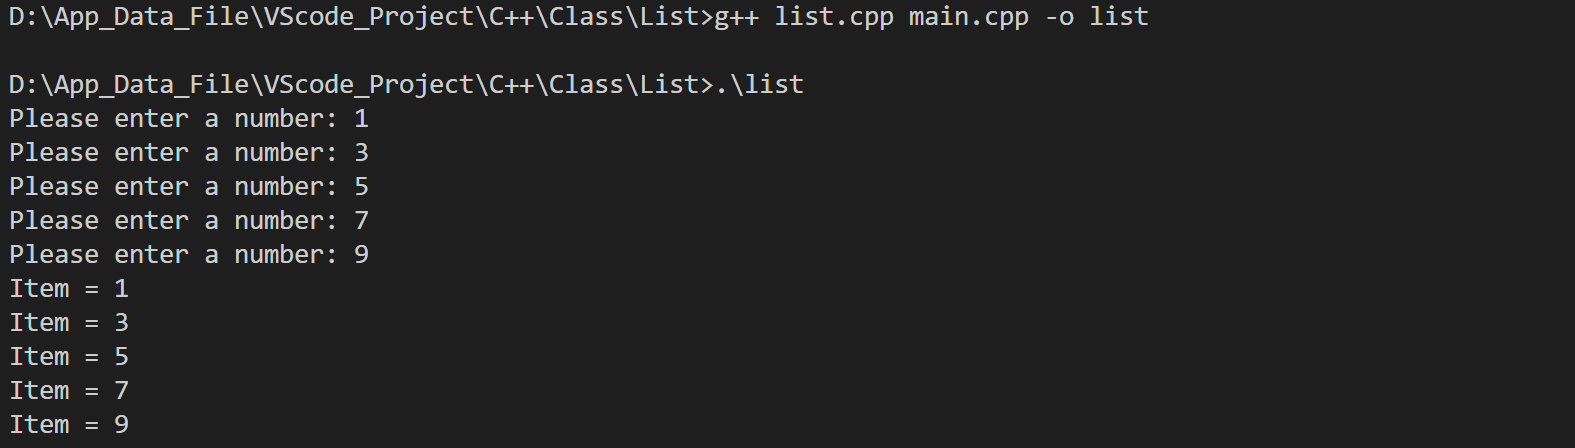 D:\App_Data_File\VScode_Project\C++\Class\List>g++ list.cpp main.cpp -o list
D:\App_Data_File\VScode_Project\C++\Class\List>.\list
Please enter a number: 1
Please enter a number: 3
Please enter a number: 5
Please enter a number: 7
Please enter a number: 9
Item = 1
Item = 3
Item = 5
Item = 7
Item = 9